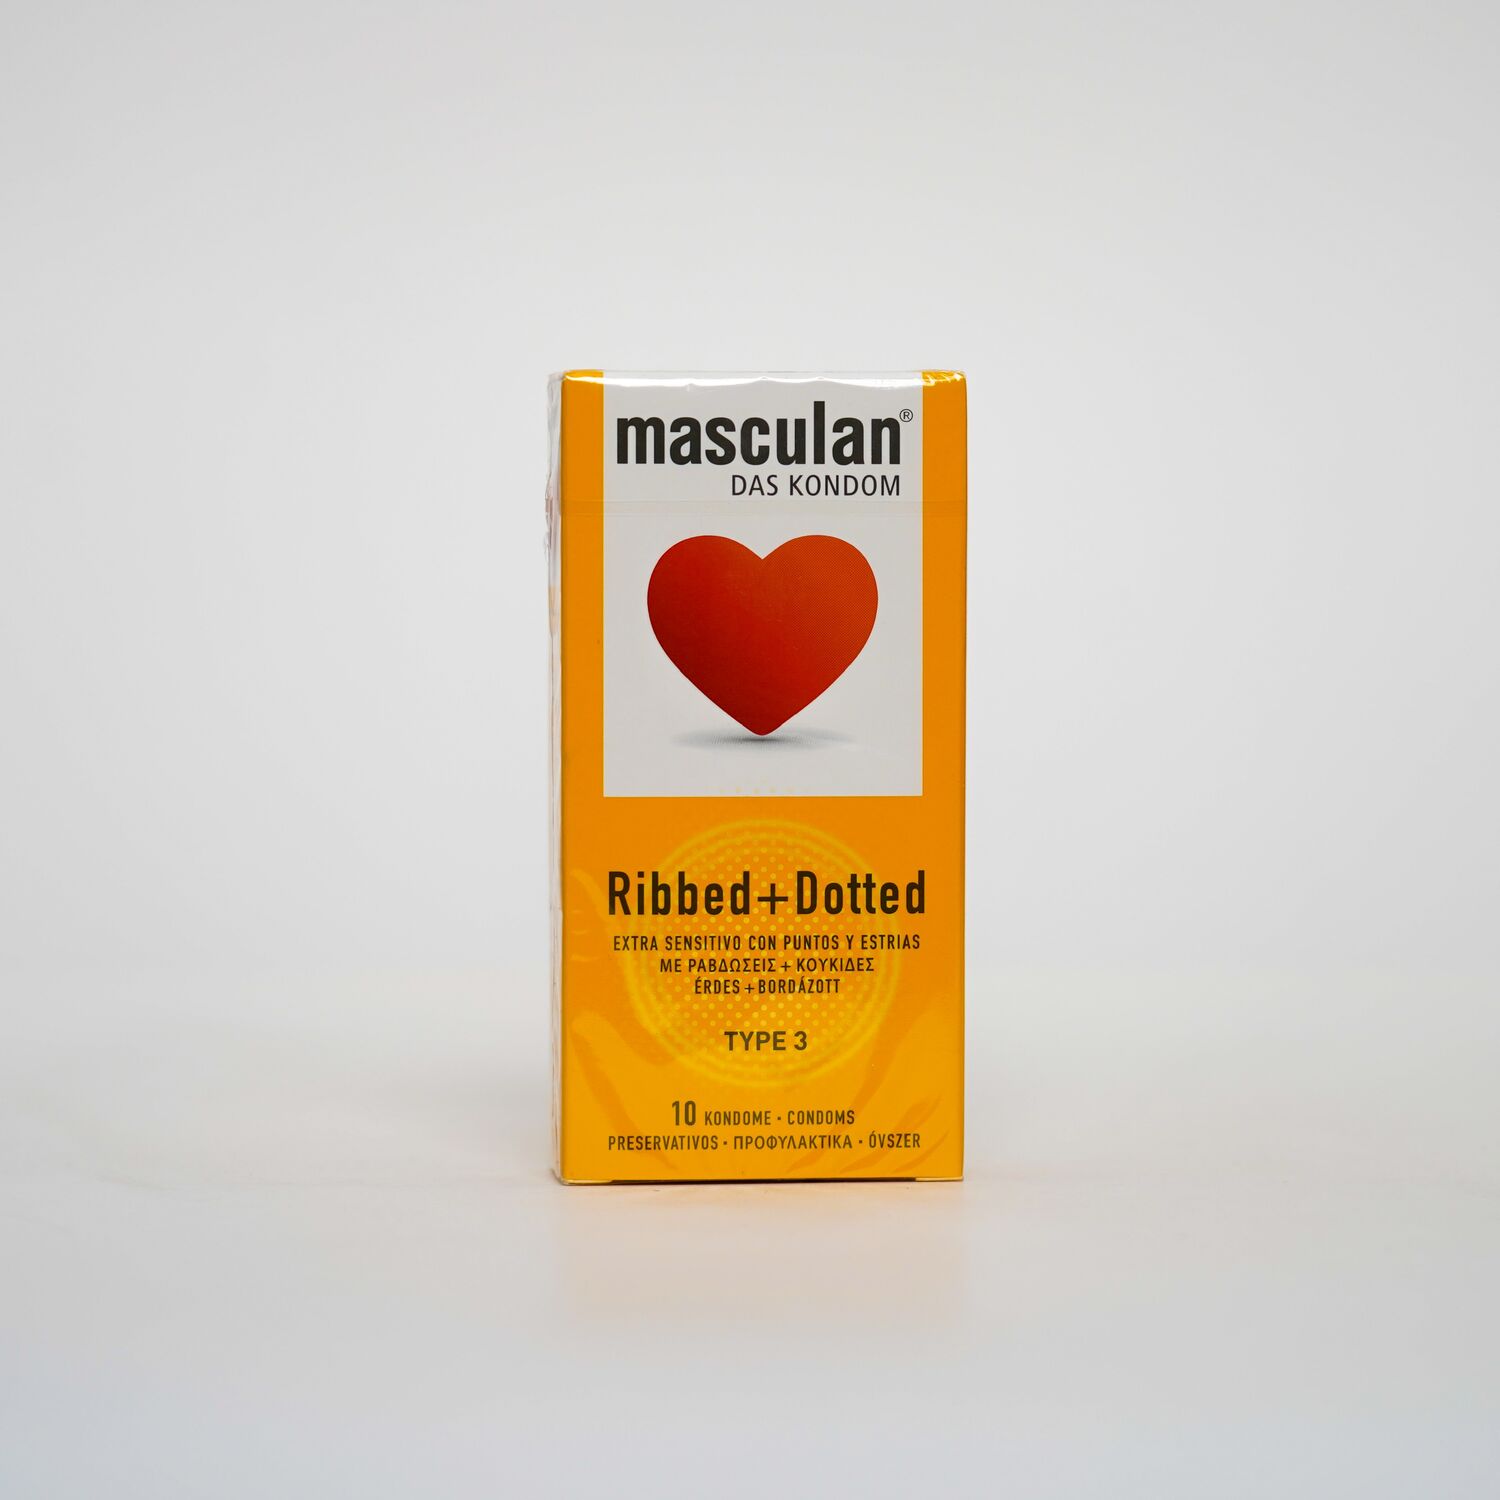 masculan®
DAS KONDOM
Ribbed+Dotted
EXTRA SENSITIVO CON PUNTOS Y ESTRIAS
ΜΕ ΡΑΒΔΩΣΕΙΣ + ΚΟΥΚΙΔΕΣ
ÉRDES + BORDÁZOTT
TYPE 3
10 KONDOME · CONDOMS
PRESERVATIVOS · ΠΡΟΦΥΛΑΚΤΙΚΑ · ÓVSZER